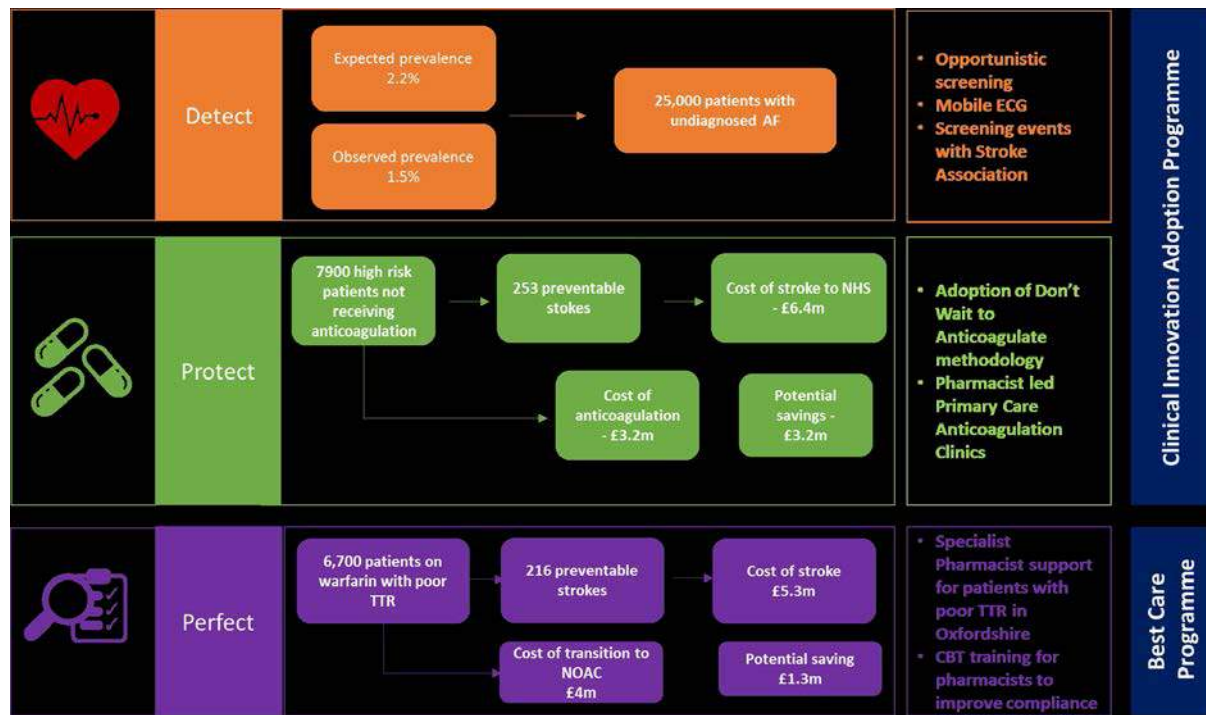 Detect
Expected prevalence
2.2%
Observed prevalence
1.5%
25,000 patients with
undiagnosed AF
• Opportunistic
screening
• Mobile ECG
• Screening events
with Stroke
Association
Protect
7900 high risk
patients not
receiving
anticoagulation
253 preventable
stokes
Cost of stroke to NHS
- £6.4m
Cost of
anticoagulation
- £3.2m
Potential
savings -
£3.2m
• Adoption of Don't
Wait to
Anticoagulate
methodology
• Pharmacist led
Primary Care
Anticoagulation
Clinics
Clinical Innovation Adoption Programme
Perfect
6,700 patients on
warfarin with poor
TTR
216 preventable
strokes
Cost of stroke
£5.3m
Cost of transition to
NOAC
£4m
Potential saving
£1.3m
• Specialist
Pharmacist support
for patients with
poor TTR in
Oxfordshire
• CBT training for
pharmacists to
improve compliance
Best Care
Programme